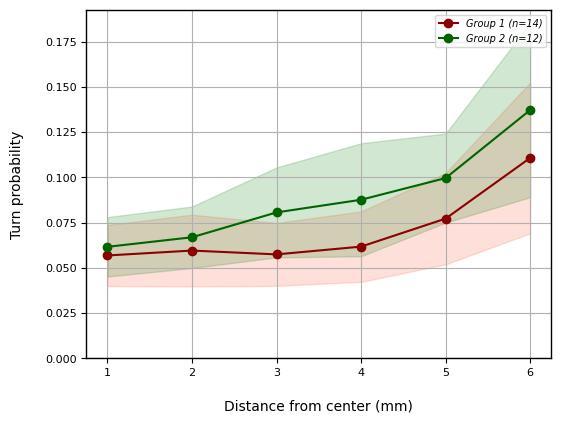 Group 1 (n=14)
Group 2 (n=12)
Turn probability
0.175
0.150
0.125
0.100
0.075
0.050
0.025
0.000
1 2 3 4 5 6
Distance from center (mm)